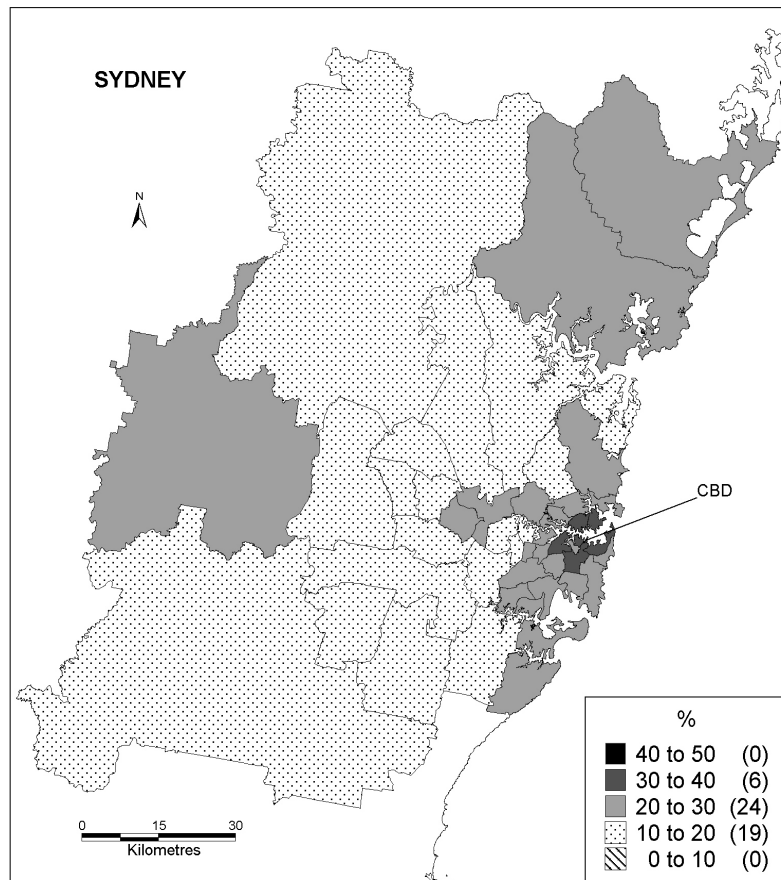 SYDNEY
N
CBD
%
40 to 50 (0)
30 to 40 (6)
20 to 30 (24)
10 to 20 (19)
0 to 10 (0)
0 15 30
Kilometres